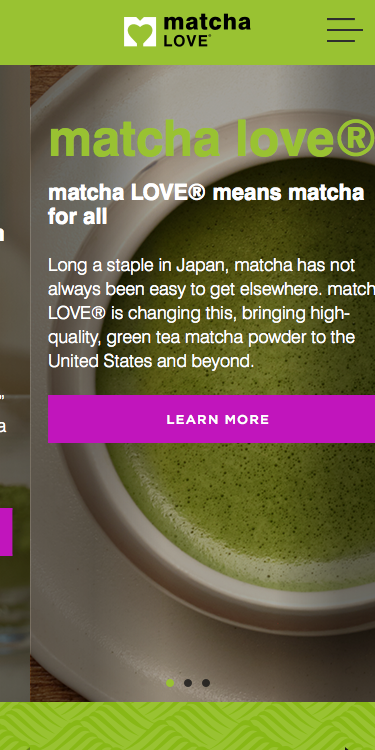 matcha
LOVE®
matcha love®
matcha LOVE® means matcha
for all
Long a staple in Japan, matcha has not
always been easy to get elsewhere. match
LOVE® is changing this, bringing high-
quality, green tea matcha powder to the
United States and beyond.
LEARN MORE